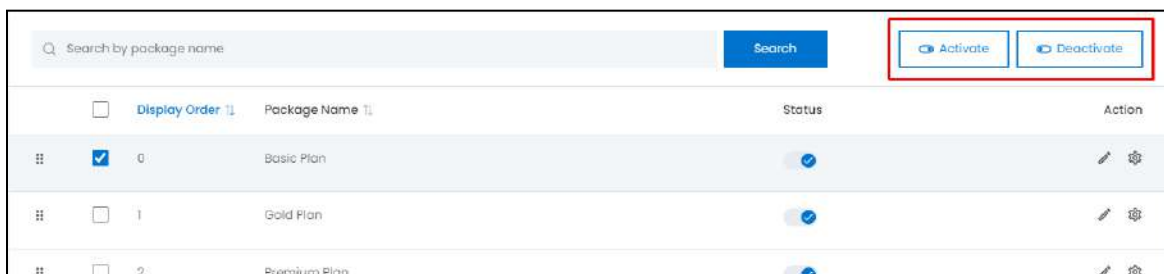 Search by package name Search Activate Deactivate
Display Order Package Name Status Action
0 Basic Plan
1 Gold Plan
2 Premium Plan